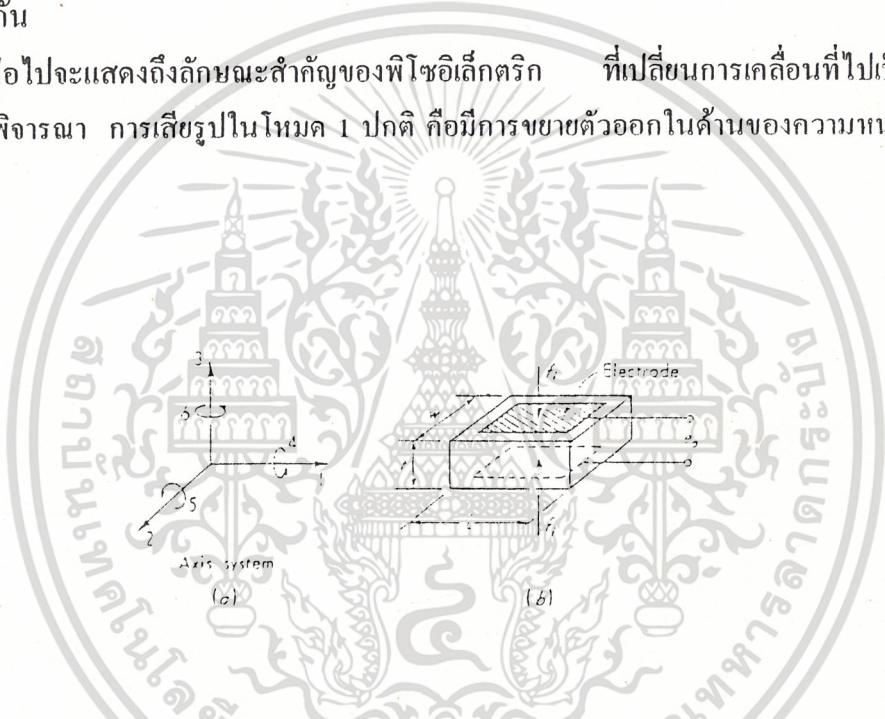 กัน
อไปจะแสดงถึงลักษณะสำคัญของพิโซอิเล็กตริก ที่เปลี่ยนการเคลื่อนที่ไปเ
พิจารณา การเสียรูปในโหมด 1 ปกติ คือมีการขยายตัวออกในด้านของความหน
3
6
4
1
5
2
Axis system
(a)
fi
Electrode
w
t
fi
(b)